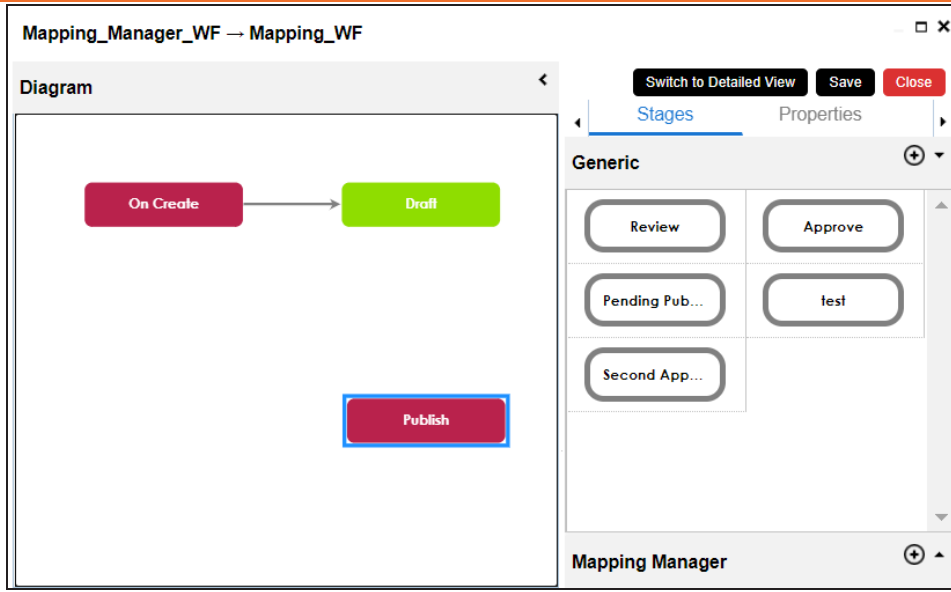 Mapping_Manager_WF → Mapping_WF
Diagram
Switch to Detailed View Save Close
Stages Properties
Generic
On Create Draft
Review Approve
Pending Pub... test
Second App...
Publish
Mapping Manager